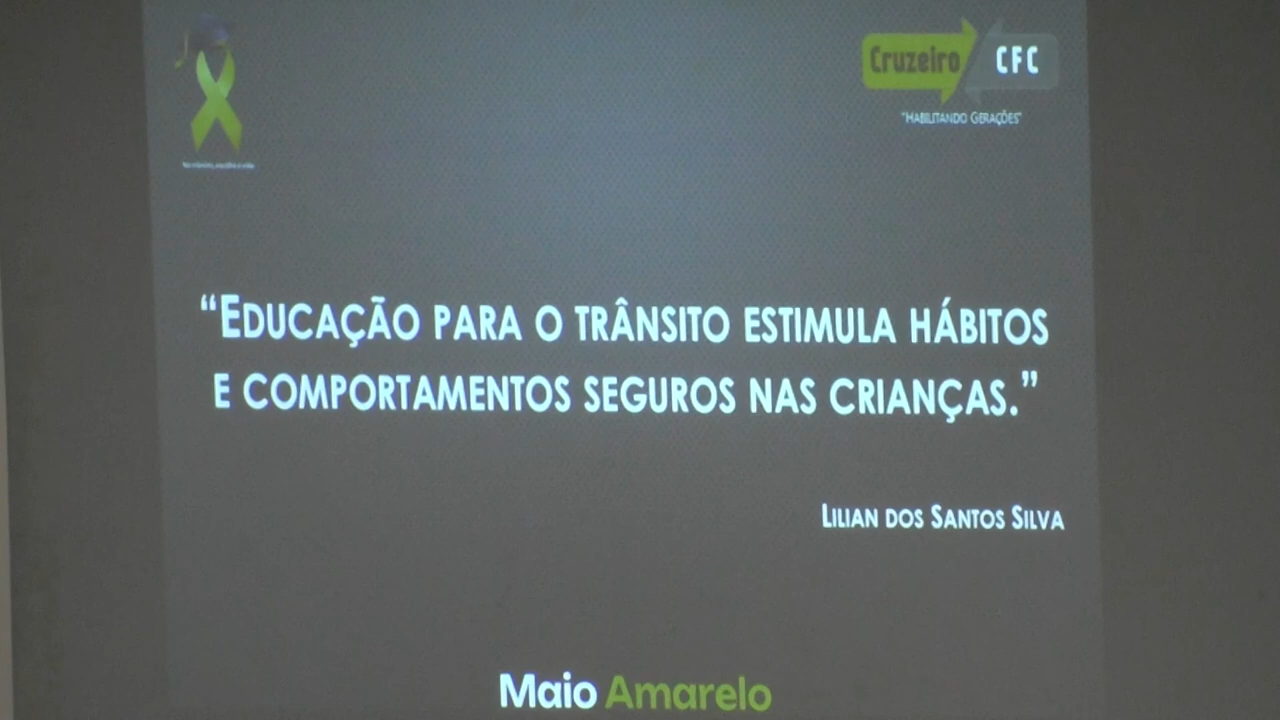 Cruzeiro CFC
"HABILITANDO GERAÇÕES"
“EDUCAÇÃO PARA O TRÂNSITO ESTIMULA HÁBITOS
E COMPORTAMENTOS SEGUROS NAS CRIANÇAS.”
LILIAN DOS SANTOS SILVA
Maio Amarelo